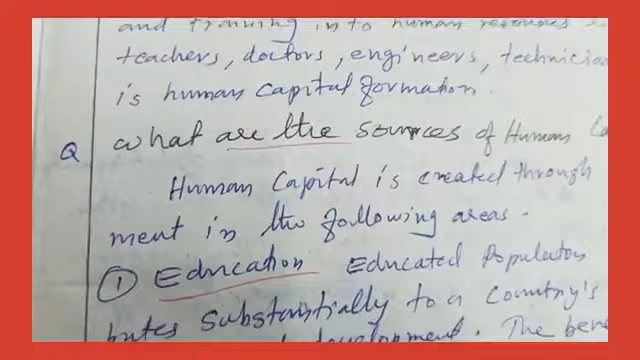 and training into human resources
teachers, doctors, engineers, technician
is human capital formation.
Q what are the sources of Human Ca
Human Capital is created through
ment in the following areas.
① Education Educated Population
butes substantially to a Country's
development. The bene